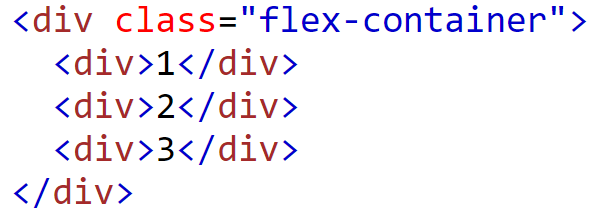 <div class="flex-container">
  <div>1</div>
  <div>2</div>
  <div>3</div>
</div>